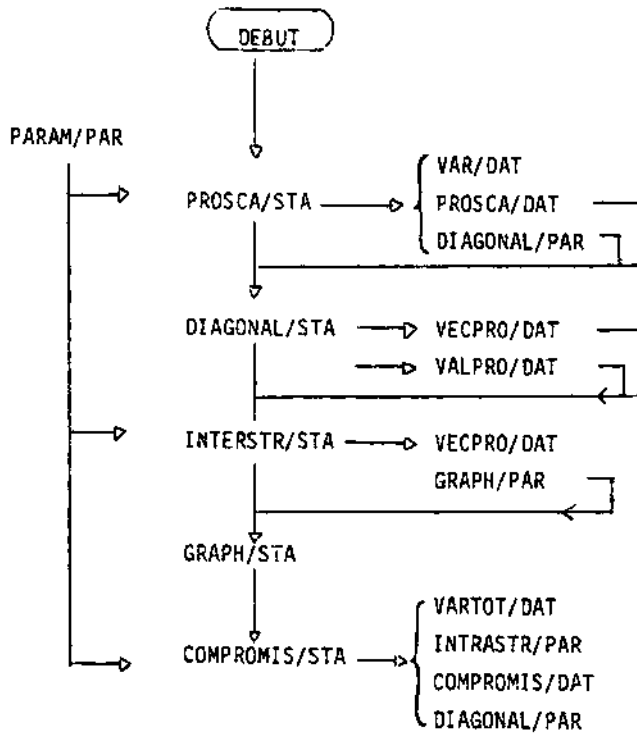 DEBUT
PARAM/PAR
VAR/DAT
PROSCA/STA
PROSCA/DAT
DIAGONAL/PAR
DIAGONAL/STA
VECPRO/DAT
VALPRO/DAT
INTERSTR/STA
VECPRO/DAT
GRAPH/PAR
GRAPH/STA
VARTOT/DAT
INTRASTR/PAR
COMPROMIS/STA
COMPROMIS/DAT
DIAGONAL/PAR